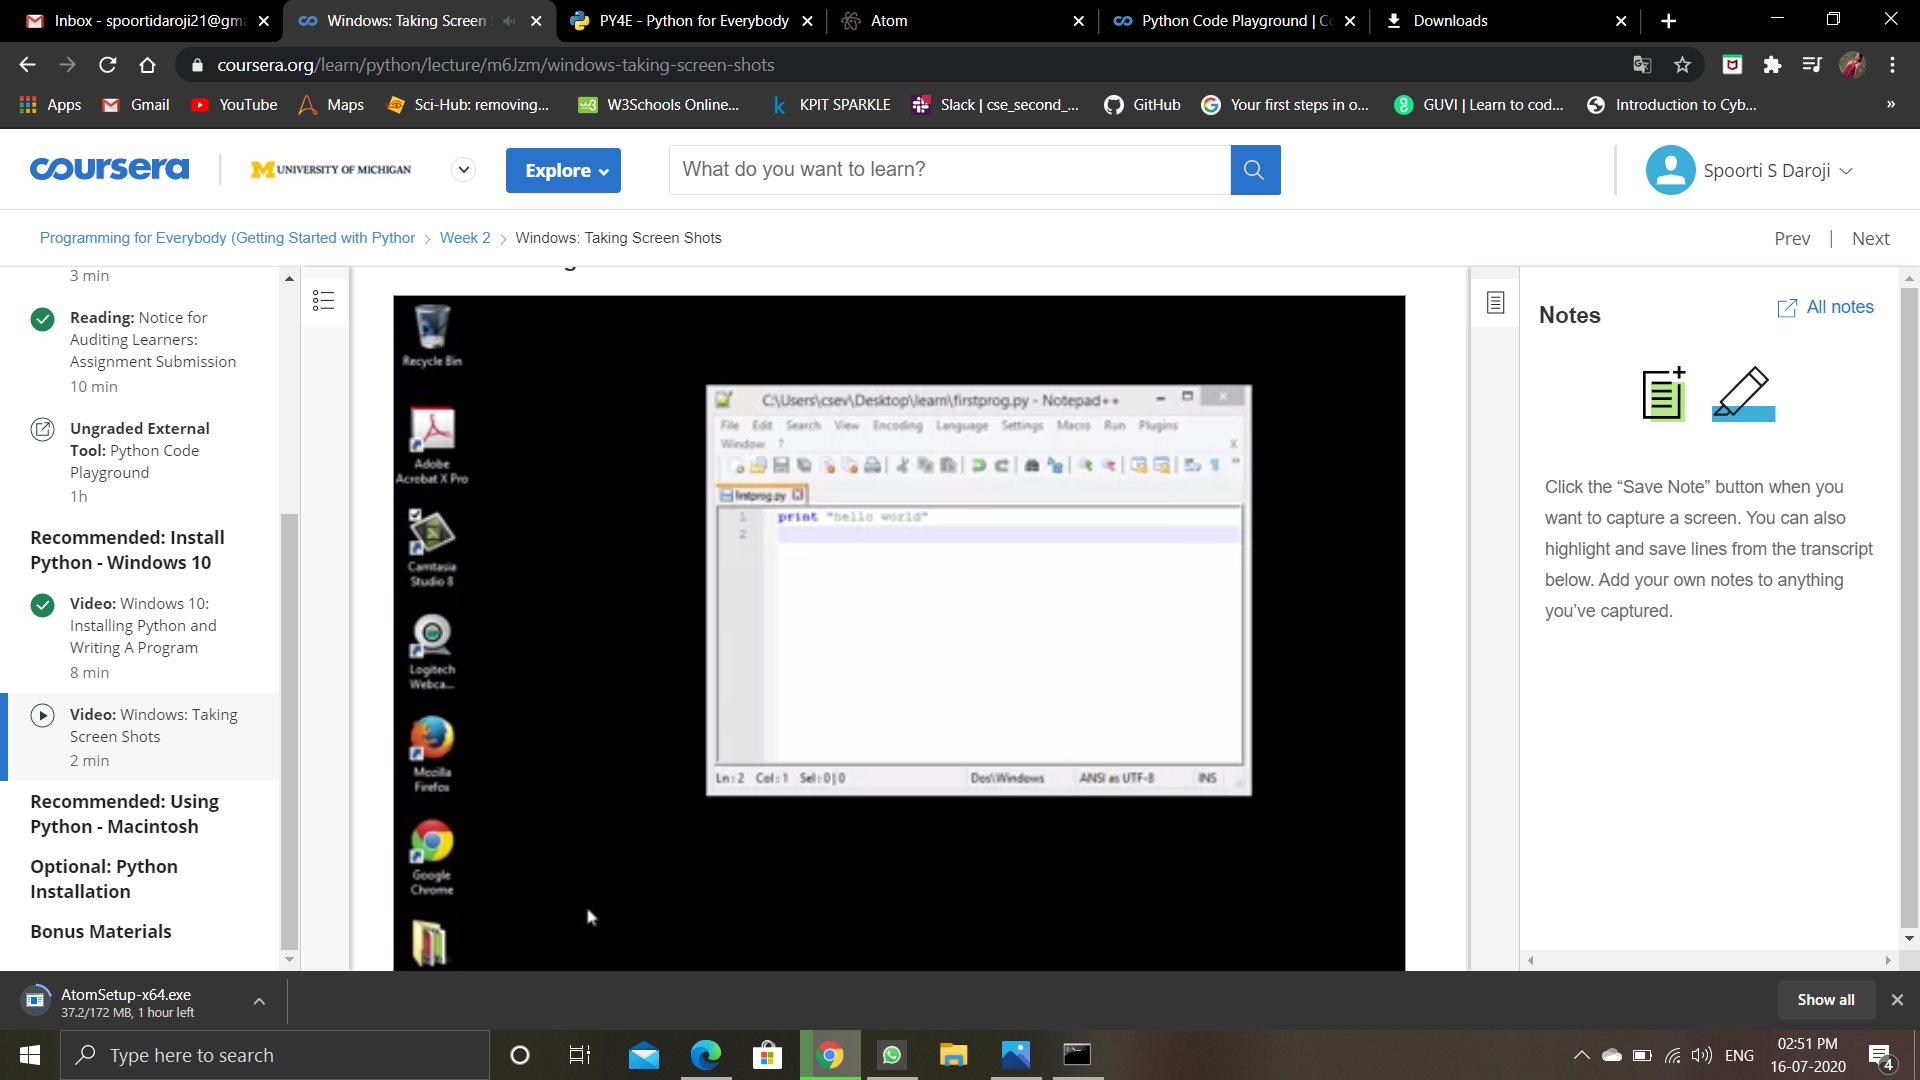 Inbox - spoortidaroji21@gma
Windows: Taking Screen
PY4E - Python for Everybody
Atom
Python Code Playground | Co
Downloads
coursera.org/learn/python/lecture/m6Jzm/windows-taking-screen-shots
Apps
Gmail
YouTube
Maps
Sci-Hub: removing...
W3Schools Online...
KPIT SPARKLE
Slack | cse_second_...
GitHub
Your first steps in o...
GUVI | Learn to cod...
Introduction to Cyb...
»
coursera
UNIVERSITY OF MICHIGAN
Explore
What do you want to learn?
Spoorti S Daroji
Programming for Everybody (Getting Started with Python
Week 2
Windows: Taking Screen Shots
Prev | Next
3 min
Reading: Notice for
Auditing Learners:
Assignment Submission
10 min
Ungraded External
Tool: Python Code
Playground
1h
Recommended: Install
Python - Windows 10
Video: Windows 10:
Installing Python and
Writing A Program
8 min
Video: Windows: Taking
Screen Shots
2 min
Recommended: Using
Python - Macintosh
Optional: Python
Installation
Bonus Materials
Recycle Bin
Adobe
Acrobat X Pro
Camtasia
Studio 8
Logitech
Webca...
Mozilla
Firefox
Google
Chrome
C:\Users\csev\Desktop\learn\firstprog.py - Notepad++
File Edit Search View Encoding Language Settings Macro Run Plugins
Window ? X
firstprog.py
1 print "hello world"
2
Ln:2 Col:1 Sel:0|0 Dos\Windows ANSI as UTF-8 INS
Notes
All notes
Click the “Save Note” button when you
want to capture a screen. You can also
highlight and save lines from the transcript
below. Add your own notes to anything
you’ve captured.
AtomSetup-x64.exe
37.2/172 MB, 1 hour left
Show all
Type here to search
ENG
02:51 PM
16-07-2020
4